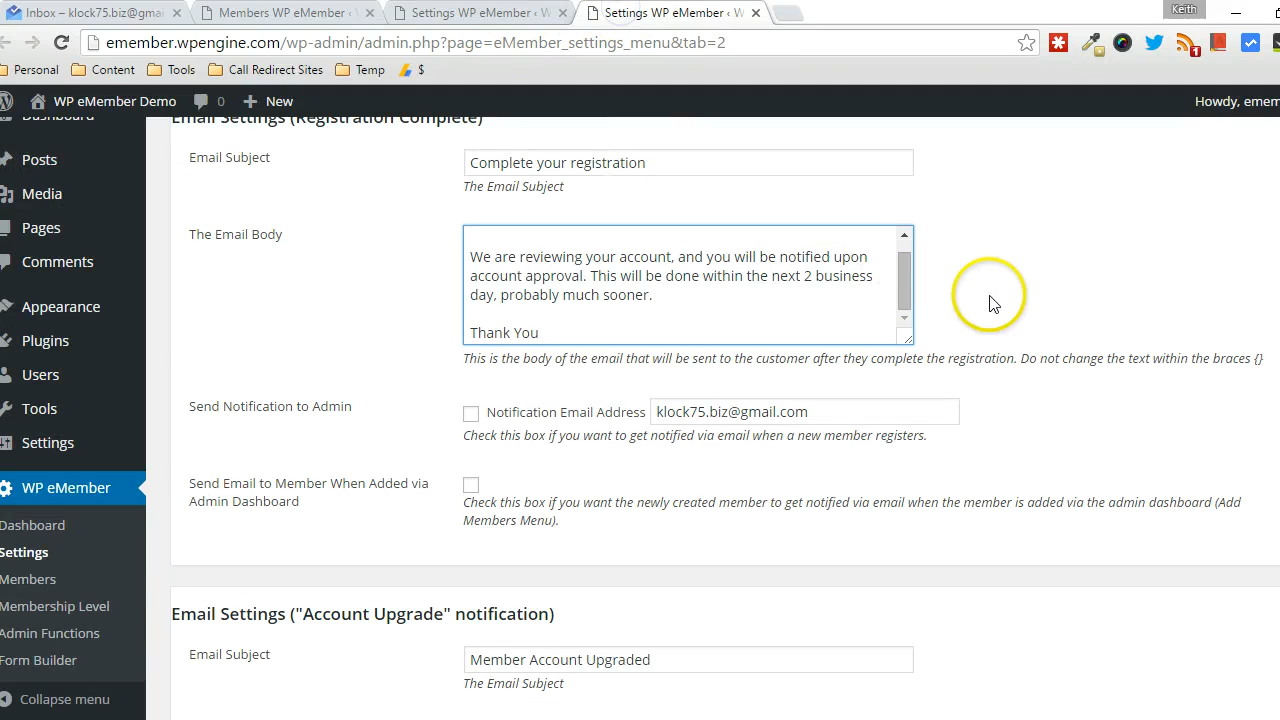 Inbox – klock75.biz@gmai
Members WP eMember ‹ W
Settings WP eMember ‹ W
Settings WP eMember ‹ W
Keith
emember.wpengine.com/wp-admin/admin.php?page=eMember_settings_menu&tab=2
1
Personal Content Tools Call Redirect Sites Temp $
WP eMember Demo 0 New Howdy, emem
Dashboard
Posts
Media
Pages
Comments
Appearance
Plugins
Users
Tools
Settings
WP eMember
Dashboard
Settings
Members
Membership Level
Admin Functions
Form Builder
Collapse menu
Email Settings (Registration Complete)
Email Subject
Complete your registration
The Email Subject
The Email Body
We are reviewing your account, and you will be notified upon
account approval. This will be done within the next 2 business
day, probably much sooner.
Thank You
This is the body of the email that will be sent to the customer after they complete the registration. Do not change the text within the braces {}
Send Notification to Admin
Notification Email Address klock75.biz@gmail.com
Check this box if you want to get notified via email when a new member registers.
Send Email to Member When Added via
Admin Dashboard
Check this box if you want the newly created member to get notified via email when the member is added via the admin dashboard (Add
Members Menu).
Email Settings ("Account Upgrade" notification)
Email Subject
Member Account Upgraded
The Email Subject